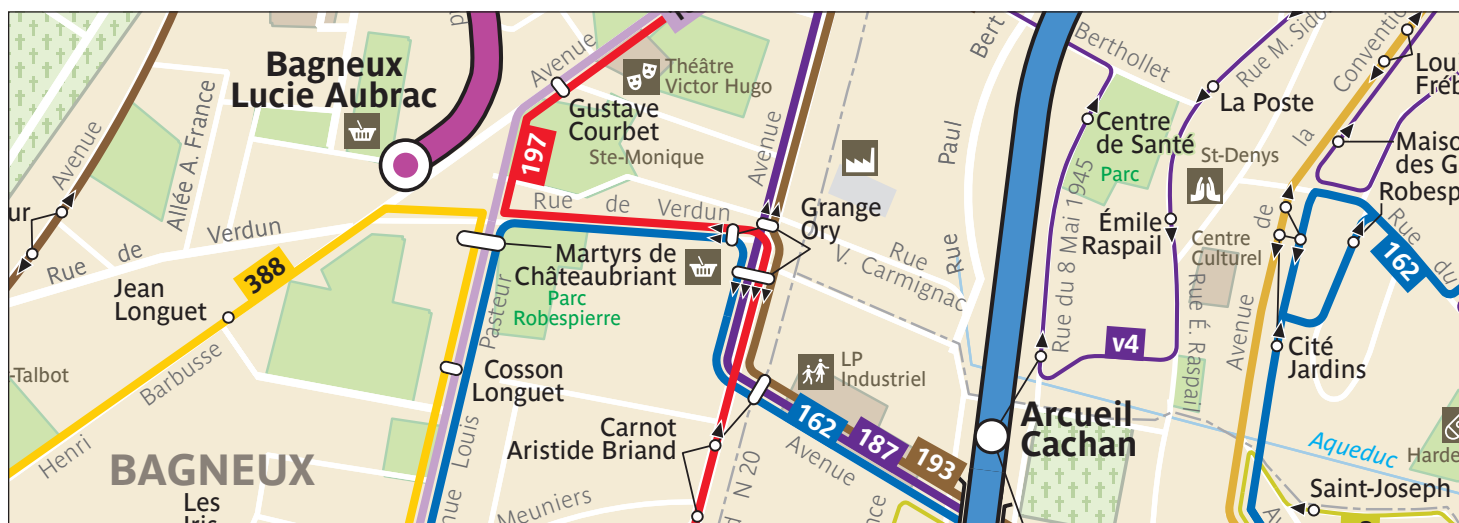 Bagneux
Lucie Aubrac
Avenue
Allée A. France
Avenue
Théâtre
Victor Hugo
Gustave
Courbet
Ste-Monique
197
Avenue
Rue de Verdun
Rue de Verdun
388
Jean
Longuet
Henri Barbusse
-Talbot
BAGNEUX
Les
Iris
Martyrs de
Châteaubriant
Parc
Robespierre
Pasteur
Louis
Cosson
Longuet
Carnot
Aristide Briand
Meuniers
N 20
Grange
Ory
Rue
V. Carmignac
Rue Paul Bert
LP
Industriel
162
187
193
Avenue
Arcueil
Cachan
Berthollet
Centre
de Santé
Parc
Rue du 8 Mai 1945
v4
Émile
Raspail
Rue É. Raspail
La Poste
Rue M. Sido
St-Denys
Centre
Culturel
Avenue de la Conventi
Lou
Fréb
Maiso
des G
Robesp
Rue du
162
Cité
Jardins
Aqueduc
Harde
Saint-Joseph